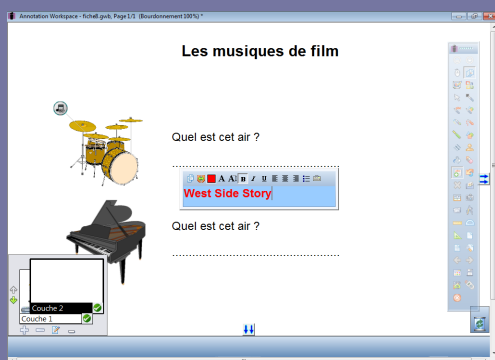 Annotation Workspace - fiche8.gwb, Page 1/1 (Bourdonnement 100%) *
Les musiques de film
Quel est cet air ?
..................................................
A A B I U
West Side Story
Quel est cet air ?
..................................................
Couche 2
Couche 1